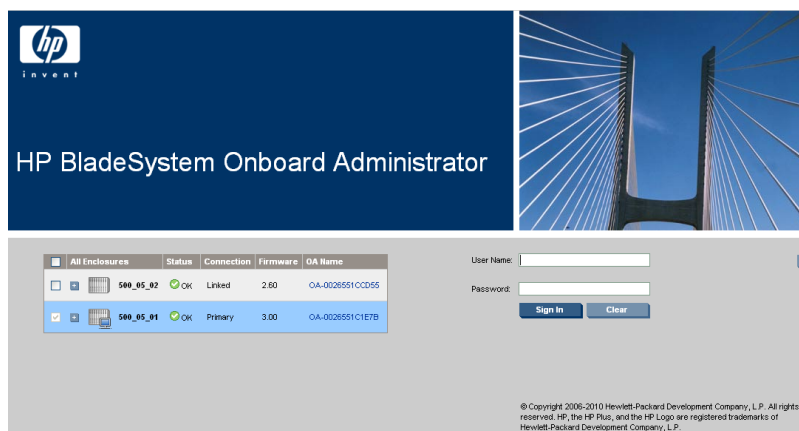 hp
invent
HP BladeSystem Onboard Administrator
All Enclosures Status Connection Firmware OA Name
500_05_02 OK Linked 2.60 OA-0026551CCD55
500_05_01 OK Primary 3.00 OA-0026551C1E7B
User Name:
Password:
Sign In Clear
© Copyright 2006-2010 Hewlett-Packard Development Company, L.P. All rights
reserved. HP, the HP Plus, and the HP Logo are registered trademarks of
Hewlett-Packard Development Company, L.P.